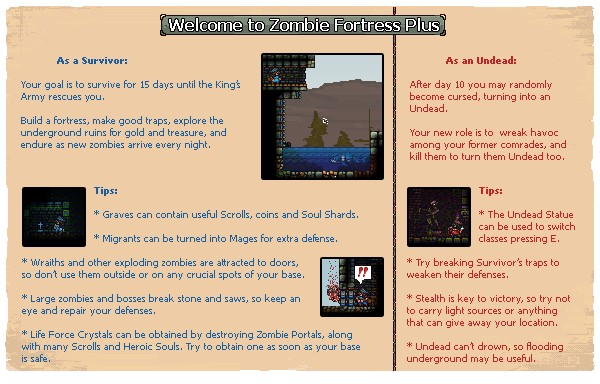 Welcome to Zombie Fortress Plus
As a Survivor:
Your goal is to survive for 15 days until the King's
Army rescues you.
Build a fortress, make good traps, explore the
underground ruins for gold and treasure, and
endure as new zombies arrive every night.
Tips:
* Graves can contain useful Scrolls, coins and Soul Shards.
* Migrants can be turned into Mages for extra defense.
* Wraiths and other exploding zombies are attracted to doors,
so don't use them outside or on any crucial spots of your base.
!!
* Large zombies and bosses break stone and saws, so keep an
eye and repair your defenses.
* Life Force Crystals can be obtained by destroying Zombie Portals, along
with many Scrolls and Heroic Souls. Try to obtain one as soon as your base
is safe.
As an Undead:
After day 10 you may randomly
become cursed, turning into an
Undead.
Your new role is to wreak havoc
among your former comrades, and
kill them to turn them Undead too.
Tips:
* The Undead Statue
can be used to switch
classes pressing E.
* Try breaking Survivor's traps to
weaken their defenses.
* Stealth is key to victory, so try not
to carry light sources or anything
that can give away your location.
* Undead can't drown, so flooding
underground may be useful.